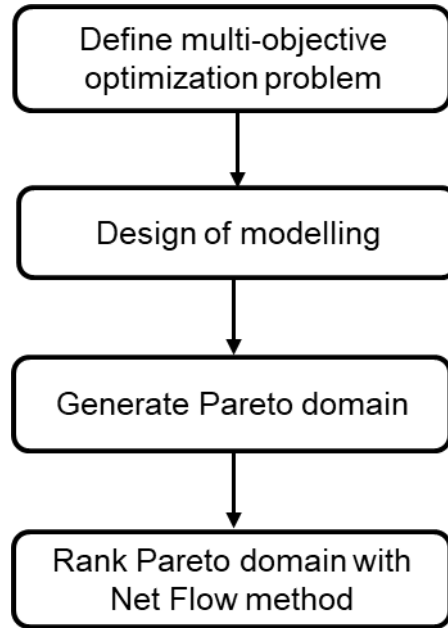 Define multi-objective
optimization problem
Design of modelling
Generate Pareto domain
Rank Pareto domain with
Net Flow method